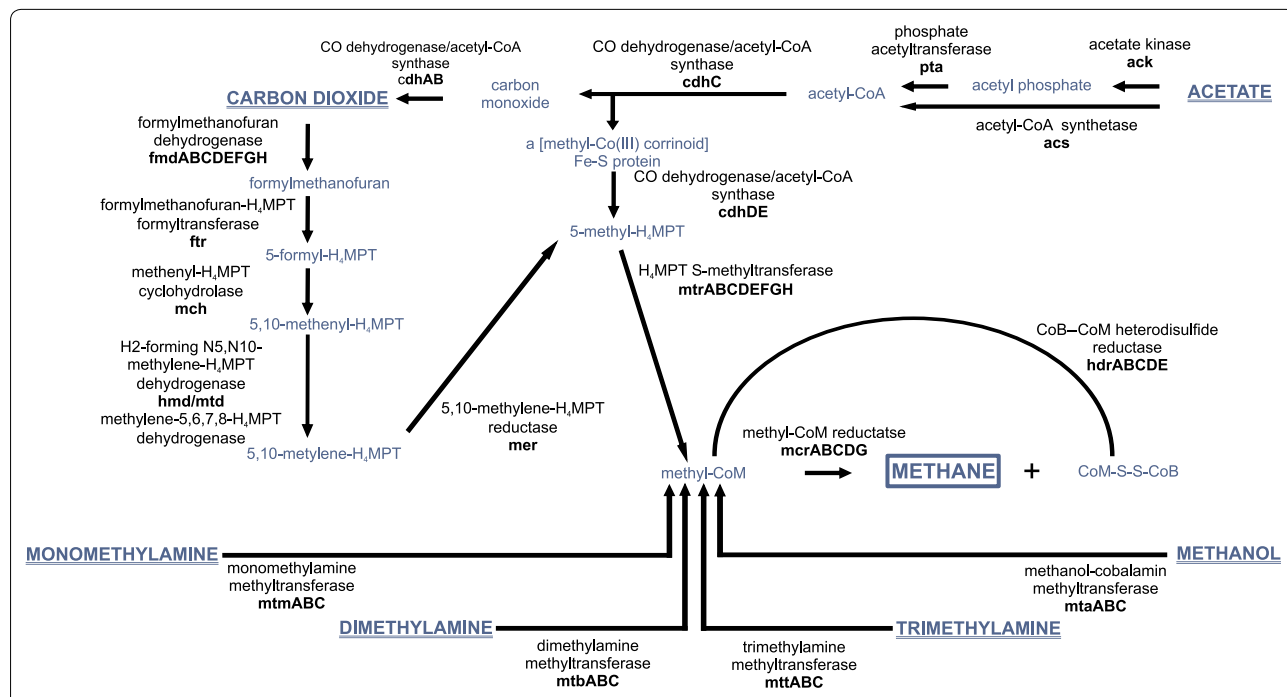 CO dehydrogenase/acetyl-CoA
synthase
cdhAB
CARBON DIOXIDE
carbon
monoxide
CO dehydrogenase/acetyl-CoA
synthase
cdhC
acetyl-CoA
phosphate
acetyltransferase
pta
acetyl phosphate
acetate kinase
ack
ACETATE
acetyl-CoA synthetase
acs
formylmethanofuran
dehydrogenase
fmdABCDEFGH
formylmethanofuran
formylmethanofuran-H₄MPT
formyltransferase
ftr
5-formyl-H₄MPT
methenyl-H₄MPT
cyclohydrolase
mch
5,10-methenyl-H₄MPT
H2-forming N5,N10-
methylene-H₄MPT
dehydrogenase
hmd/mtd
methylene-5,6,7,8-H₄MPT
dehydrogenase
5,10-metylene-H₄MPT
a [methyl-Co(III) corrinoid]
Fe-S protein
CO dehydrogenase/acetyl-CoA
synthase
cdhDE
5-methyl-H₄MPT
H₄MPT S-methyltransferase
mtrABCDEFGH
5,10-methylene-H₄MPT
reductase
mer
CoB–CoM heterodisulfide
reductase
hdrABCDE
methyl-CoM
methyl-CoM reductatse
mcrABCDG
METHANE
+
CoM-S-S-CoB
MONOMETHYLAMINE
monomethylamine
methyltransferase
mtmABC
METHANOL
methanol-cobalamin
methyltransferase
mtaABC
DIMETHYLAMINE
dimethylamine
methyltransferase
mtbABC
TRIMETHYLAMINE
trimethylamine
methyltransferase
mttABC